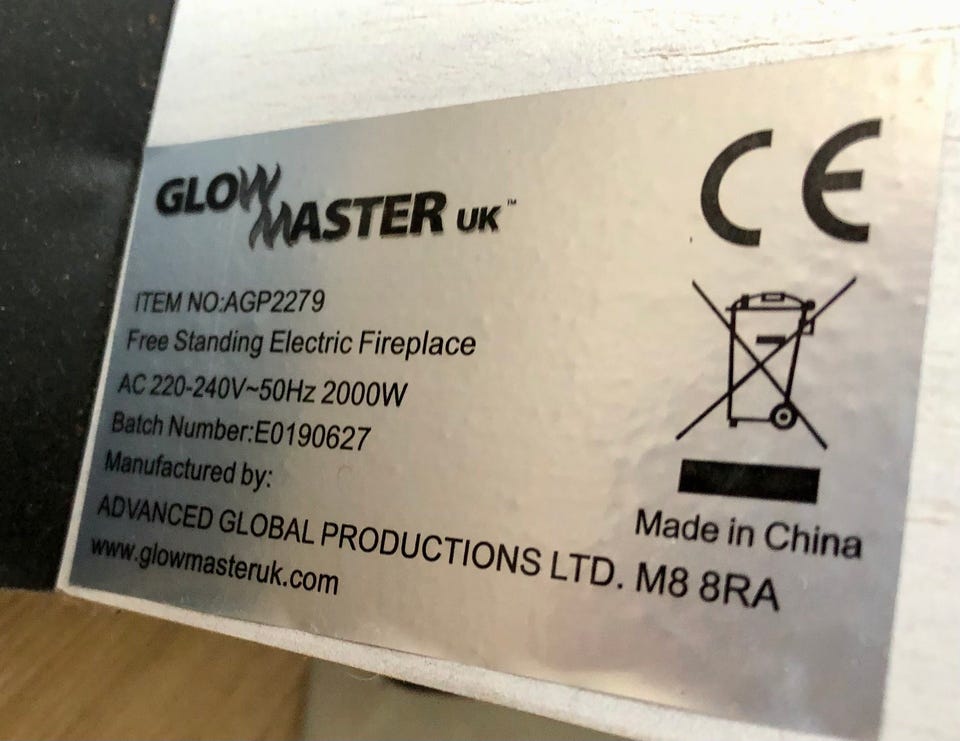 GLOWMASTER UK™
CE
ITEM NO:AGP2279
Free Standing Electric Fireplace
AC 220-240V~50Hz 2000W
Batch Number:E0190627
Manufactured by:
ADVANCED GLOBAL PRODUCTIONS LTD. M8 8RA
www.glowmasteruk.com
Made in China